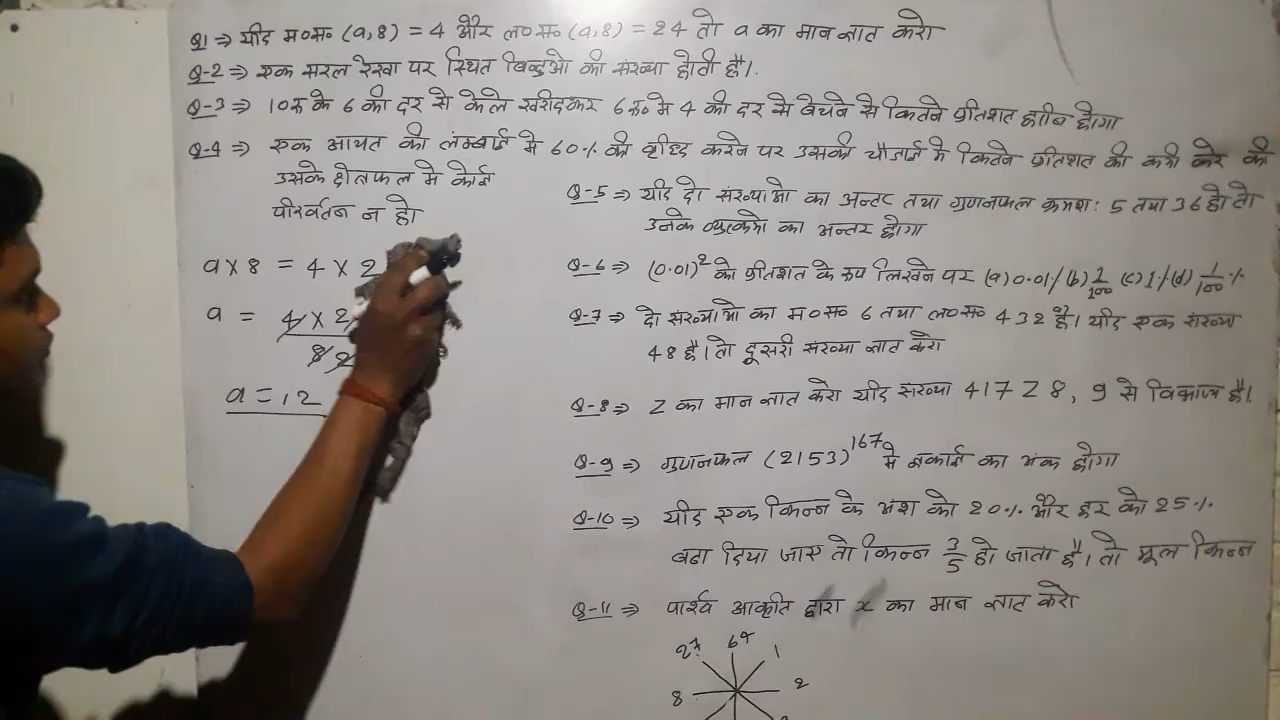 Q1 ⇒ यदि म०स० (a,8) = 4 और ल०स० (a,8) = 24 तो a का मान ज्ञात करो
Q-2 ⇒ एक सरल रेखा पर स्थित बिन्दुओ की संख्या होती है।.
Q-3 ⇒ 10रु के 6 की दर से केले खरीदकर 6रु० मे 4 की दर से बेचने से कितने प्रतिशत हानि होगा
Q-4 ⇒ एक आयत की लम्बाई मे 60% की वृद्धि करने पर उसकी चौडाई मे कितने प्रतिशत की कमी करे की
उसके क्षेत्रफल मे कोई
परिवर्तन न हो
a x 8 = 4 x 2
a = 4 x 2
8 2
a = 12
Q-5 ⇒ यदि दो संख्याओ का अन्तर तथा गुणनफल क्रमश: 5 तथा 36 हो तो
उनके व्युत्क्रमो का अन्तर होगा
Q-6 ⇒ (0.01)² को प्रतिशत के रूप लिखने पर (a) 0.01% (b) 1/100 (c) 1% (d) 1/100 %
Q-7 ⇒ दो संख्याओ का म०स० 6 तथा ल०स० 432 है। यदि एक संख्या
48 है। तो दूसरी संख्या ज्ञात करो
Q-8 ⇒ Z का मान ज्ञात करो यदि संख्या 417Z8, 9 से विभाज्य है।
Q-9 ⇒ गुणनफल (2153)¹⁶⁷ मे इकाई का अंक होगा
Q-10 ⇒ यदि एक भिन्न के अंश को 20% और हर को 25%
बढा दिया जाए तो भिन्न 3/5 हो जाता है। तो मूल भिन्न
Q-11 ⇒ पार्श्व आकृति द्वारा x का मान ज्ञात करो
1
8 2